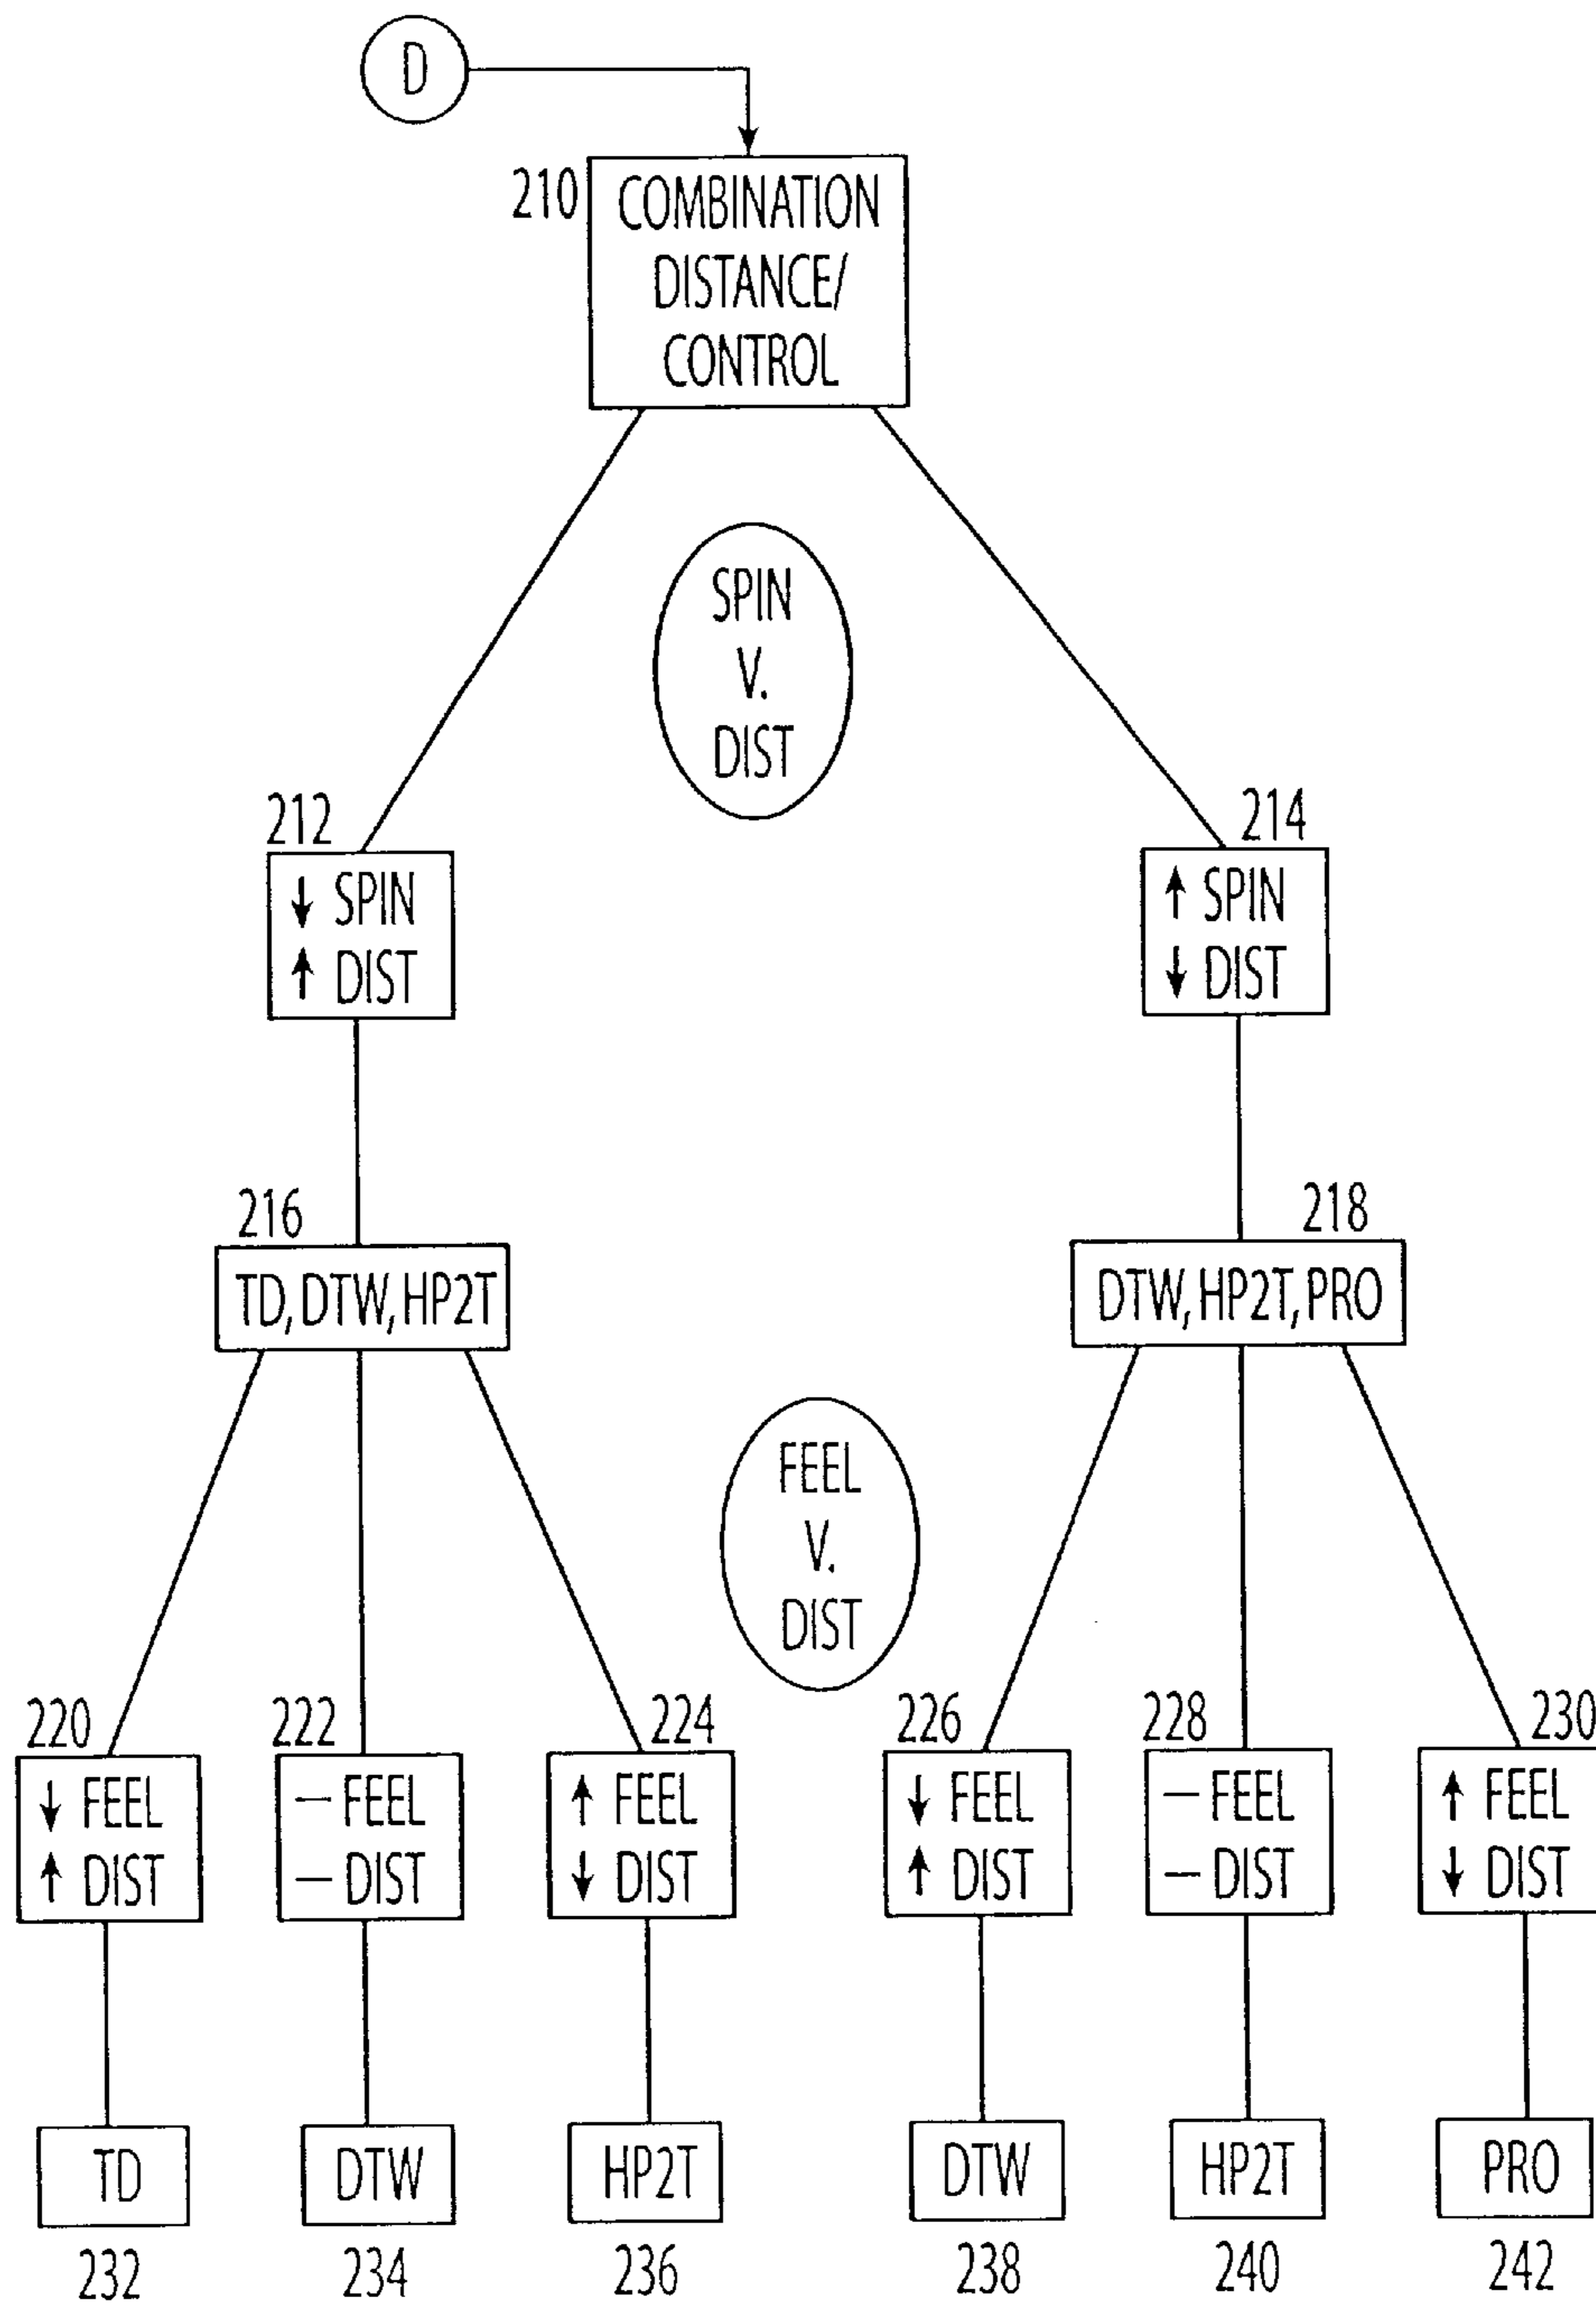 D
210
COMBINATION
DISTANCE/
CONTROL
SPIN
V.
DIST
212
↓ SPIN
↑ DIST
214
↑ SPIN
↓ DIST
216
TD, DTW, HP2T
218
DTW, HP2T, PRO
FEEL
V.
DIST
220
↓ FEEL
↑ DIST
222
– FEEL
– DIST
224
↑ FEEL
↓ DIST
226
↓ FEEL
↑ DIST
228
– FEEL
– DIST
230
↑ FEEL
↓ DIST
TD
232
DTW
234
HP2T
236
DTW
238
HP2T
240
PRO
242